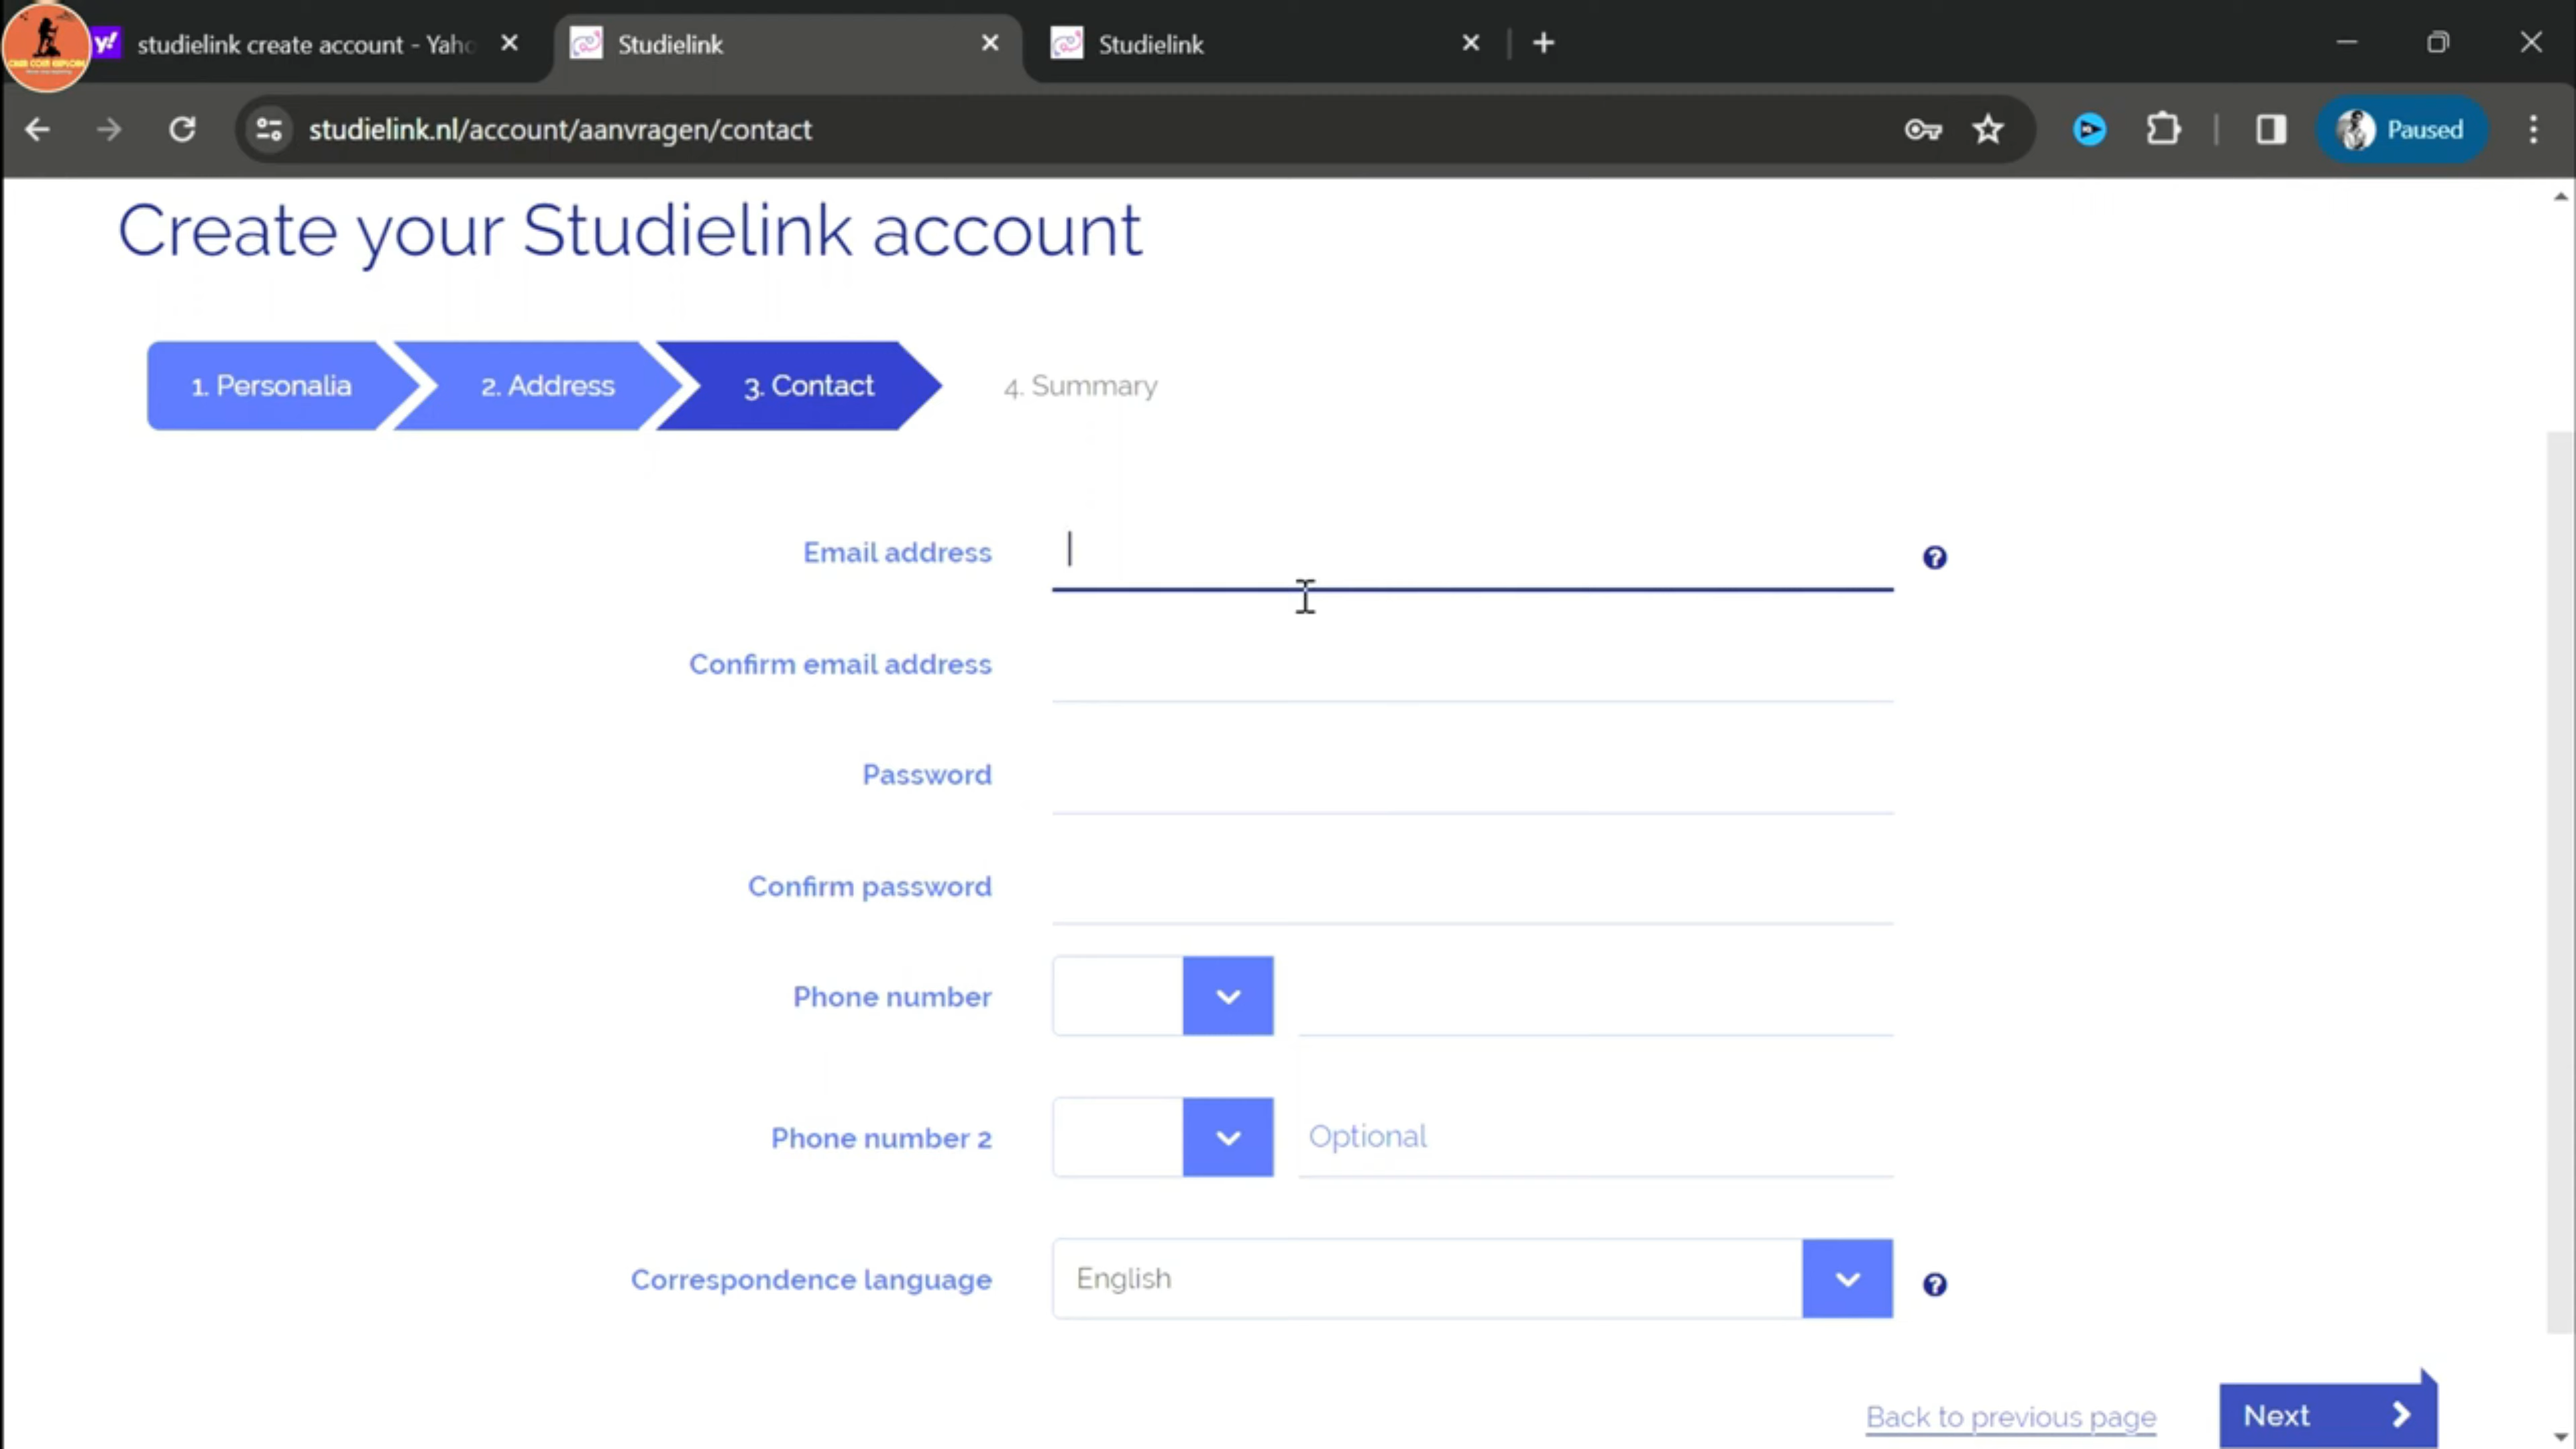 studielink create account - Yaho
Studielink
Studielink
studielink.nl/account/aanvragen/contact
Paused
Create your Studielink account
1. Personalia
2. Address
3. Contact
4. Summary
Email address
Confirm email address
Password
Confirm password
Phone number
Phone number 2
Optional
Correspondence language
English
Back to previous page
Next